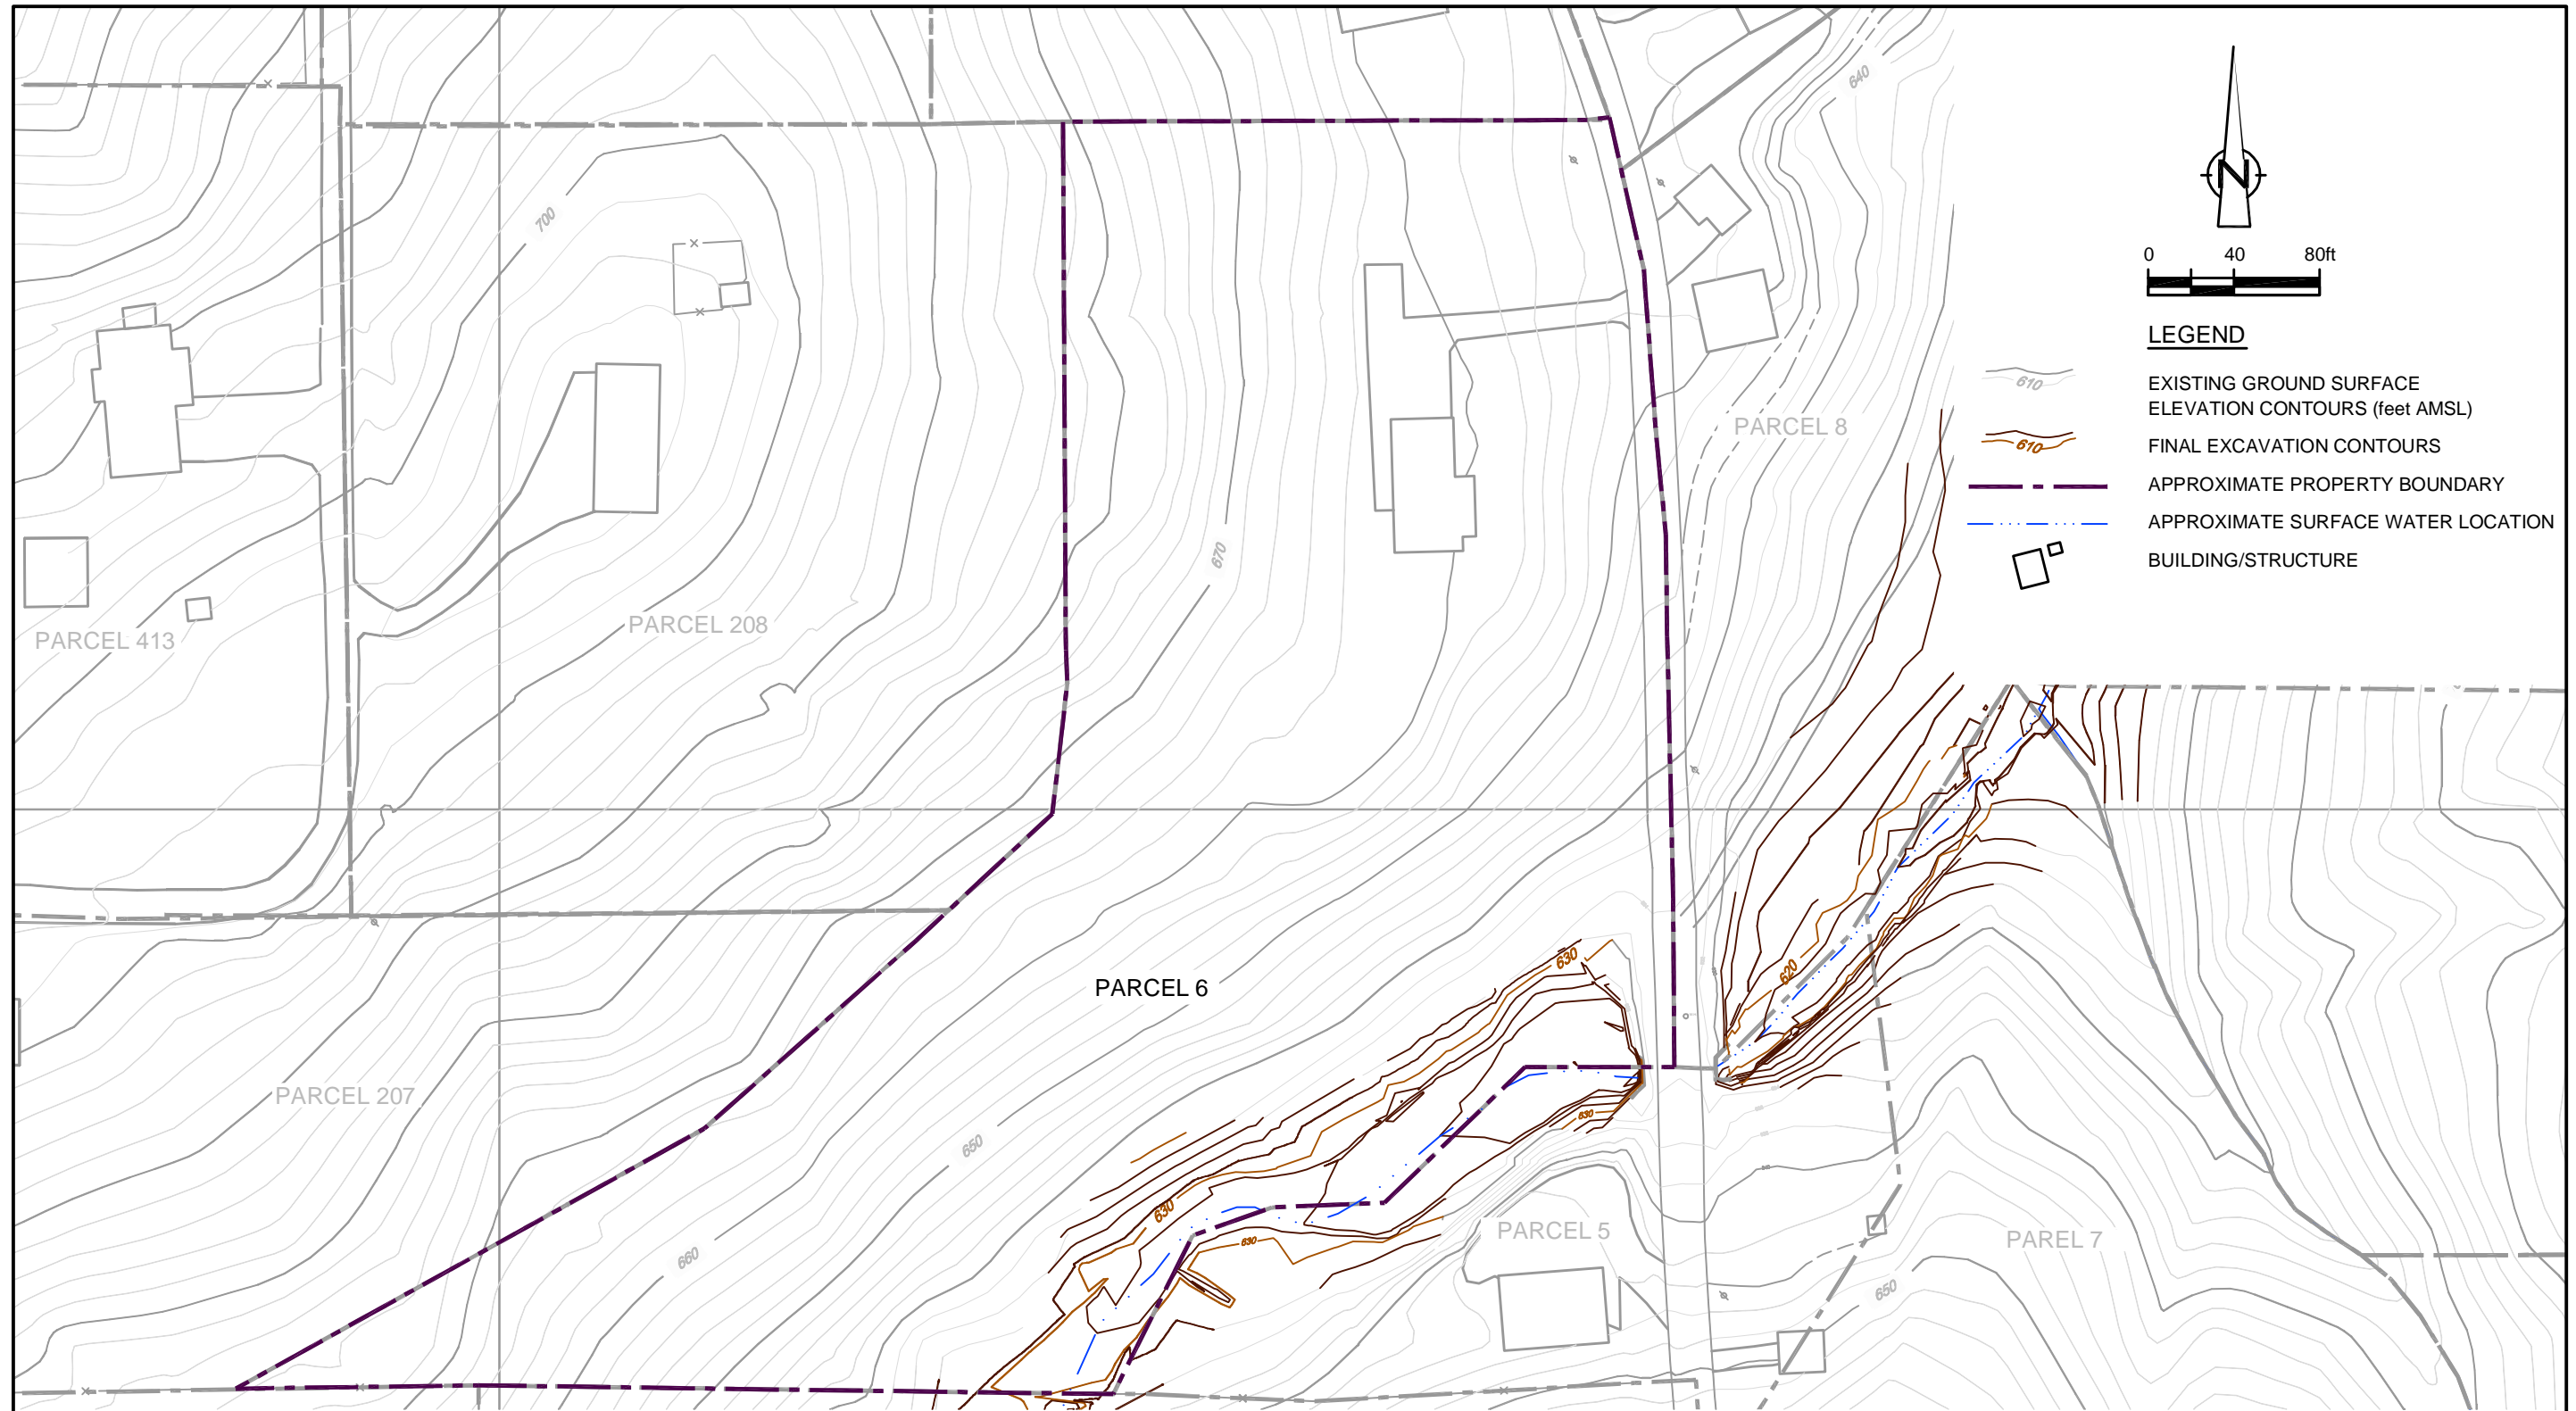 640
N
0 40 80ft
LEGEND
700
610
EXISTING GROUND SURFACE
ELEVATION CONTOURS (feet AMSL)
610
FINAL EXCAVATION CONTOURS
PARCEL 8
APPROXIMATE PROPERTY BOUNDARY
APPROXIMATE SURFACE WATER LOCATION
670
BUILDING/STRUCTURE
PARCEL 413
PARCEL 208
630
620
PARCEL 6
PARCEL 207
630
650
630
PARCEL 5
PAREL 7
630
660
650